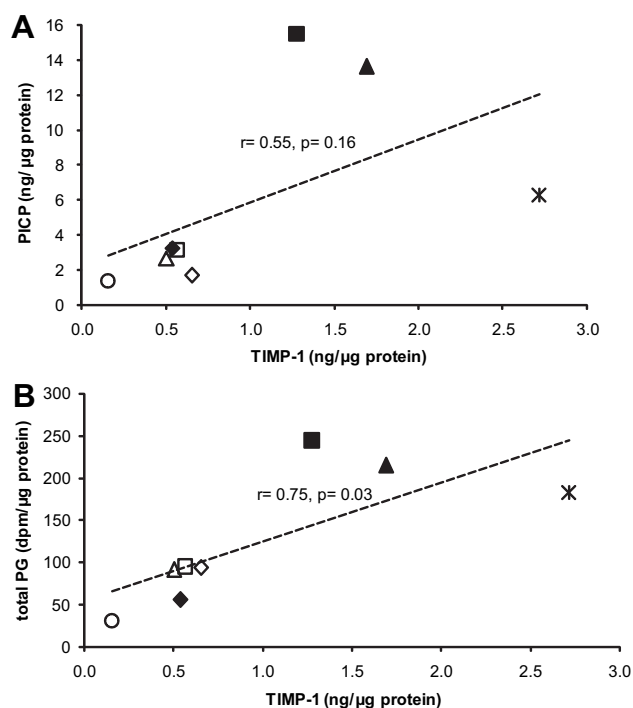 A
16
14
12
10
8
6
4
2
0
PICP (ng/ µg protein)
r= 0.55, p= 0.16
0.0 0.5 1.0 1.5 2.0 2.5 3.0
TIMP-1 (ng/µg protein)
B
300
250
200
150
100
50
0
total PG (dpm/µg protein)
r= 0.75, p= 0.03
0.0 0.5 1.0 1.5 2.0 2.5 3.0
TIMP-1 (ng/µg protein)